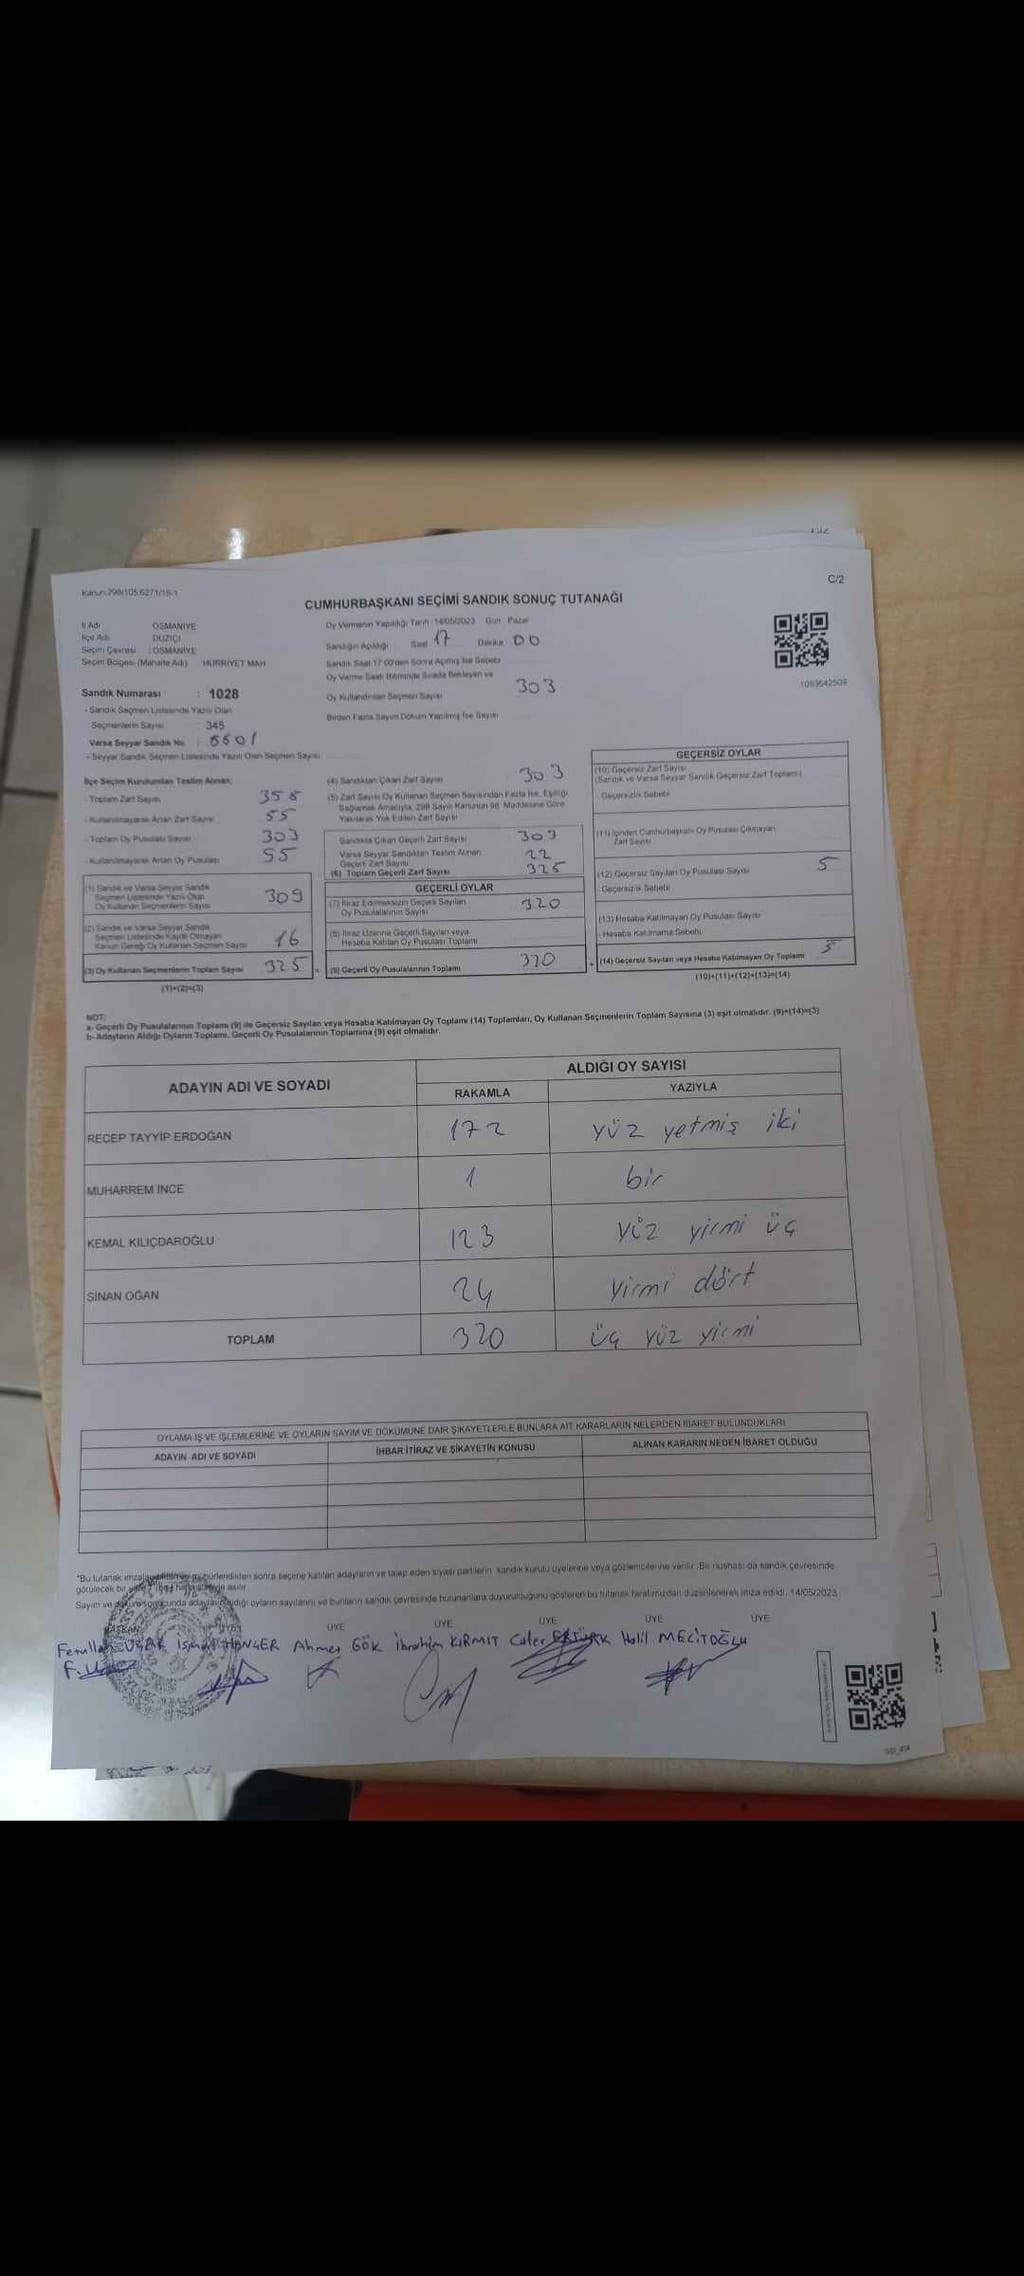 C/2
Kanun:298/105,6271/18-1
CUMHURBAŞKANI SEÇİMİ SANDIK SONUÇ TUTANAĞI
İl Adı OSMANİYE
İlçe Adı DÜZİÇİ
Seçim Çevresi : OSMANİYE
Seçim Bölgesi (Mahalle Adı) HÜRRİYET MAH
Sandık Numarası : 1028
- Sandık Seçmen Listesinde Yazılı Olan
Seçmenlerin Sayısı : 345
Varsa Seyyar Sandık No : 5501
- Seyyar Sandık Seçmen Listesinde Yazılı Olan Seçmen Sayısı
Oy Vermenin Yapıldığı Tarih 14/05/2023 Gün Pazar
Sandığın Açıldığı Saat 17 Dakika 00
Sandık Saat 17.00'den Sonra Açılmış İse Sebebi
Oy Verme Saati Bitiminde Sırada Bekleyen ve
Oy Kullandırılan Seçmen Sayısı 303
Birden Fazla Sayım Döküm Yapılmış İse Sayısı
1093642509
İlçe Seçim Kurulundan Teslim Alınan;
- Toplam Zarf Sayısı 358
- Kullanılmayarak Artan Zarf Sayısı 55
- Toplam Oy Pusulası Sayısı 303
- Kullanılmayarak Artan Oy Pusulası 55
(1) Sandık ve Varsa Seyyar Sandık
Seçmen Listesinde Yazılı Olup
Oy Kullanan Seçmenlerin Sayısı 309
(2) Sandık ve Varsa Seyyar Sandık
Seçmen Listesinde Kayıtlı Olmayan
Kanun Gereği Oy Kullanan Seçmen Sayısı 16
(3) Oy Kullanan Seçmenlerin Toplam Sayısı 325
(1)+(2)=(3)
(4) Sandıktan Çıkan Zarf Sayısı 303
(5) Zarf Sayısı Oy Kullanan Seçmen Sayısından Fazla İse, Eşitliği
Sağlamak Amacıyla, 298 Sayılı Kanunun 98. Maddesine Göre
Yakılarak Yok Edilen Zarf Sayısı
Sandıkta Çıkan Geçerli Zarf Sayısı 303
Varsa Seyyar Sandıktan Teslim Alınan
Geçerli Zarf Sayısı 22
(6) Toplam Geçerli Zarf Sayısı 325
GEÇERLİ OYLAR
(7) İtiraz Edilmeksizin Geçerli Sayılan
Oy Pusulalarının Sayısı 320
(8) İtiraz Üzerine Geçerli Sayılan veya
Hesaba Katılan Oy Pusulası Toplamı
(9) Geçerli Oy Pusulalarının Toplamı 320
GEÇERSİZ OYLAR
(10) Geçersiz Zarf Sayısı
(Sandık ve Varsa Seyyar Sandık Geçersiz Zarf Toplamı)
- Geçersizlik Sebebi
(11) İçinden Cumhurbaşkanı Oy Pusulası Çıkmayan
Zarf Sayısı
(12) Geçersiz Sayılan Oy Pusulası Sayısı 5
- Geçersizlik Sebebi
(13) Hesaba Katılmayan Oy Pusulası Sayısı
- Hesaba Katılmama Sebebi
(14) Geçersiz Sayılan veya Hesaba Katılmayan Oy Toplamı 5
(10)+(11)+(12)+(13)=(14)
NOT:
a- Geçerli Oy Pusulalarının Toplamı (9) ile Geçersiz Sayılan veya Hesaba Katılmayan Oy Toplamı (14) Toplamları, Oy Kullanan Seçmenlerin Toplam Sayısına (3) eşit olmalıdır. (9)+(14)=(3)
b- Adayların Aldığı Oyların Toplamı, Geçerli Oy Pusulalarının Toplamına (9) eşit olmalıdır.
ADAYIN ADI VE SOYADI ALDIĞI OY SAYISI
RAKAMLA YAZIYLA
RECEP TAYYİP ERDOĞAN 172 yüz yetmiş iki
MUHARREM İNCE 1 bir
KEMAL KILIÇDAROĞLU 123 yüz yirmi üç
SİNAN OĞAN 24 yirmi dört
TOPLAM 320 üç yüz yirmi
OYLAMA İŞ VE İŞLEMLERİNE VE OYLARIN SAYIM VE DÖKÜMÜNE DAİR ŞİKAYETLERLE BUNLARA AİT KARARLARIN NELERDEN İBARET BULUNDUKLARI
ADAYIN ADI VE SOYADI İHBAR İTİRAZ VE ŞİKAYETİN KONUSU ALINAN KARARIN NEDEN İBARET OLDUĞU
*Bu tutanak mühürlendikten sonra seçime katılan adayların ve talep eden siyasi partilerin sandık kurulu üyelerine veya gözlemcilerine verilir. Bir nüshası da sandık çevresinde
görülecek bir hafta asılır.
Sayım ve döküm sonucunda adayların aldığı oyların sayılarını ve bunların sandık çevresinde bulunanlara duyurulduğunu gösteren bu tutanak tarafımızdan düzenlenerek imza edildi. 14/05/2023
BAŞKAN ÜYE ÜYE ÜYE ÜYE ÜYE
Fetullah UÇAR Ahmet GÖK İbrahim KIRMIT Halil MECİTOĞLU
F. Uçar